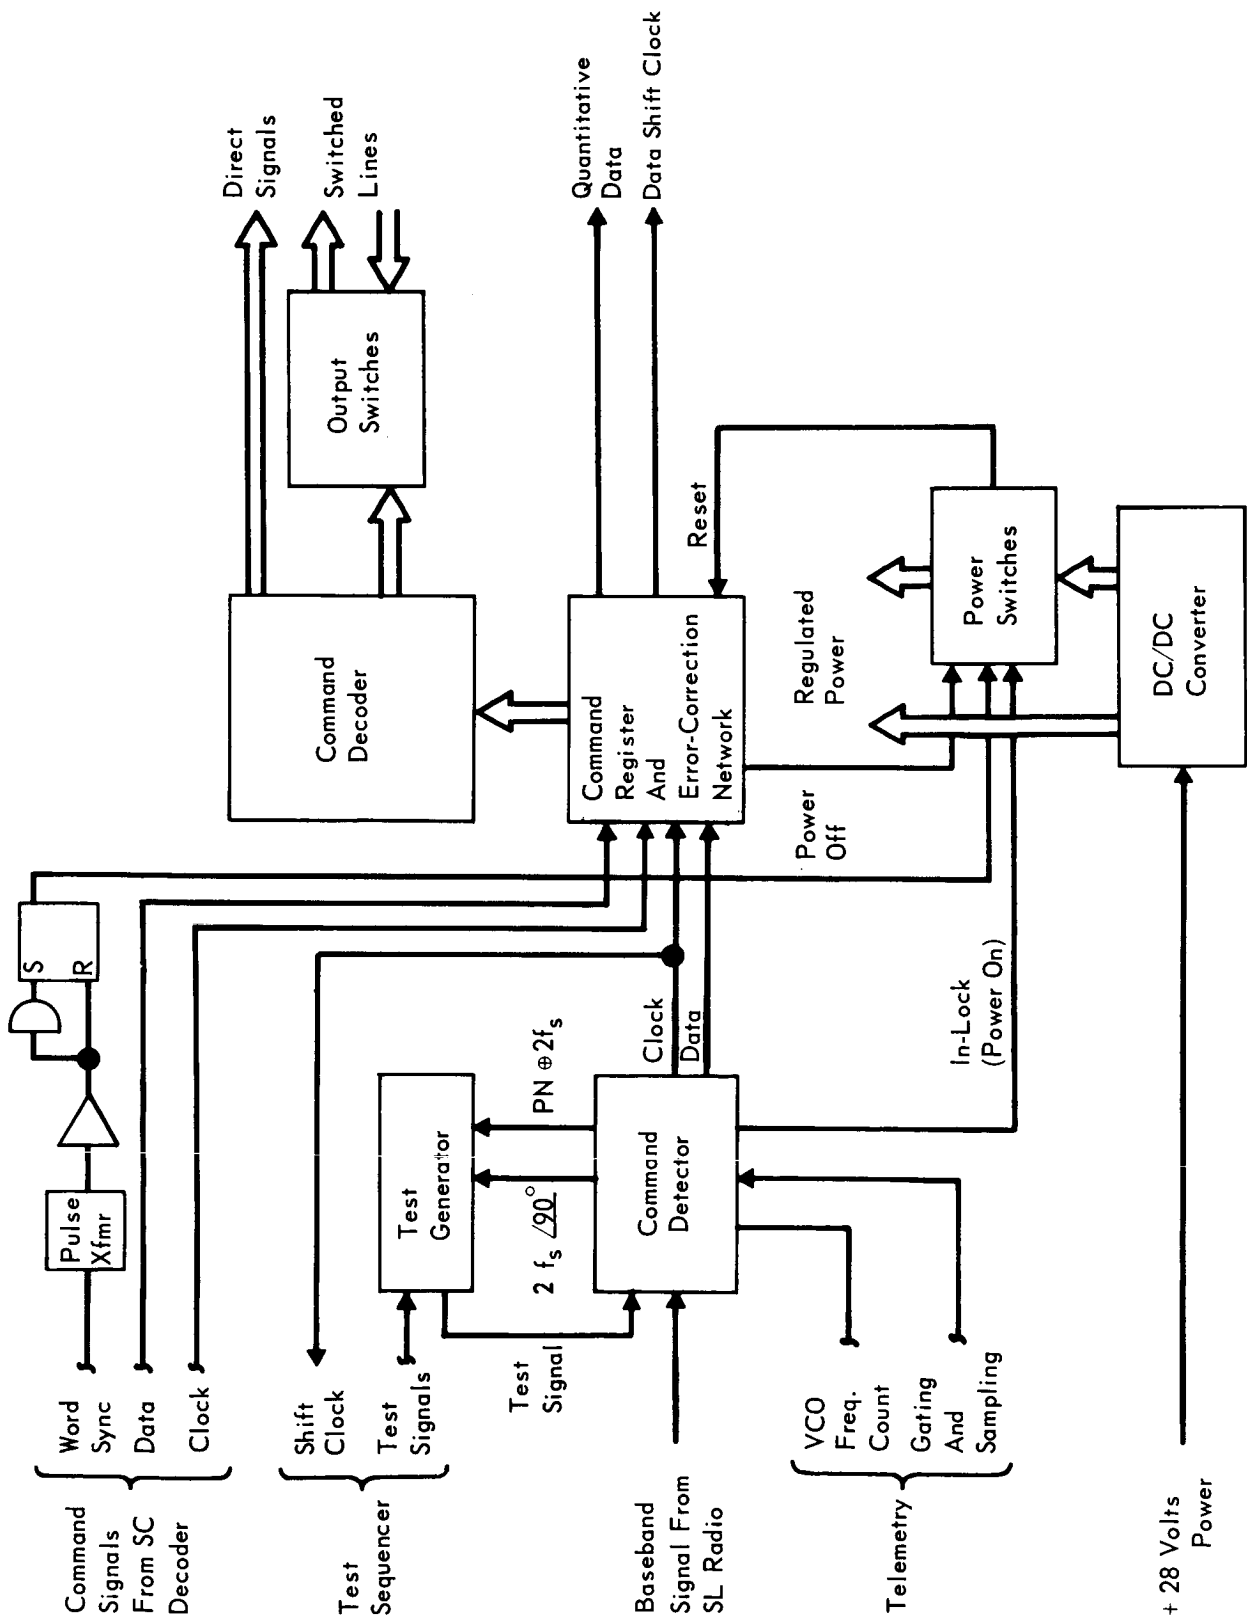 Command
Signals
From SC
Decoder
Word
Sync
Data
Clock
Pulse
Xfmr
S
R
Test
Sequencer
Shift
Clock
Test
Signals
Test
Generator
Test
Signal
2 fs /90°
PN ⊕ 2fs
Baseband
Signal From
SL Radio
Command
Detector
Clock
Data
Telemetry
VCO
Freq.
Count
Gating
And
Sampling
In-Lock
(Power On)
+ 28 Volts
Power
Command
Decoder
Output
Switches
Direct
Signals
Switched
Lines
Command
Register
And
Error-Correction
Network
Quantitative
Data
Data Shift Clock
Reset
Power
Off
Regulated
Power
Power
Switches
DC/DC
Converter